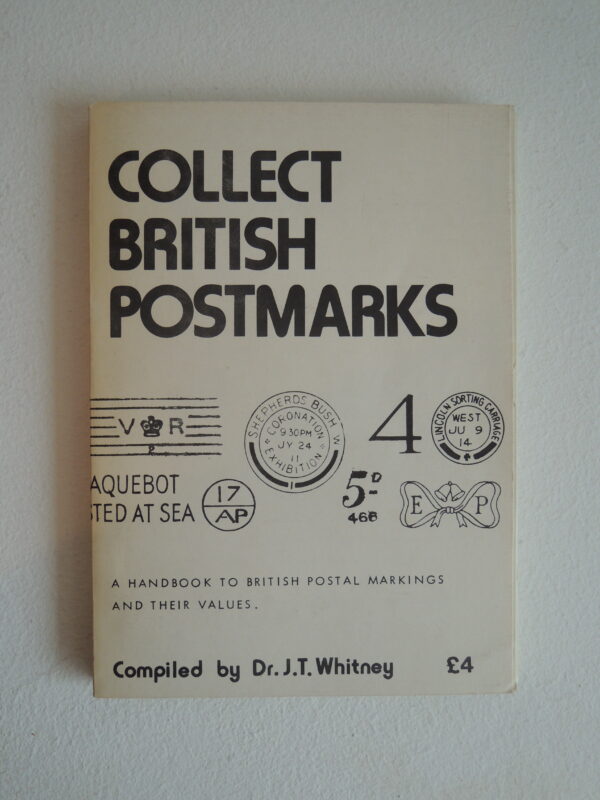 COLLECT
BRITISH
POSTMARKS
V R
P
SHEPHERDS BUSH W
CORONATION
9 30PM
JY 24
11
EXHIBITION
1
4
LINCOLN SORTING CARRIAGE
WEST
JU 9
14
AQUEBOT
STED AT SEA
17
AP
5D
466
E P
A HANDBOOK TO BRITISH POSTAL MARKINGS
AND THEIR VALUES.
Compiled by Dr.J.T.Whitney £4